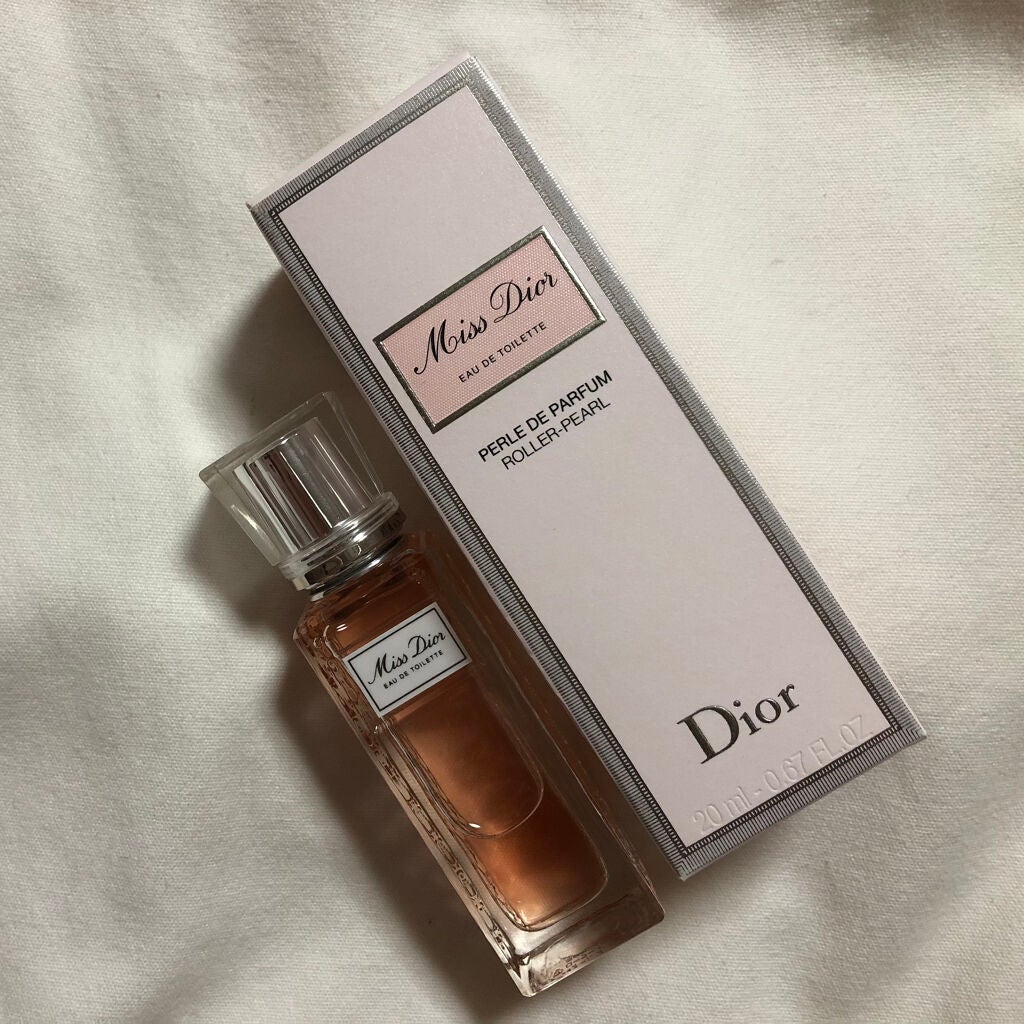 Miss Dior
EAU DE TOILETTE
PERLE DE PARFUM
ROLLER-PEARL
Dior
20 ml - 0.67 FL.OZ
Miss Dior
EAU DE TOILETTE